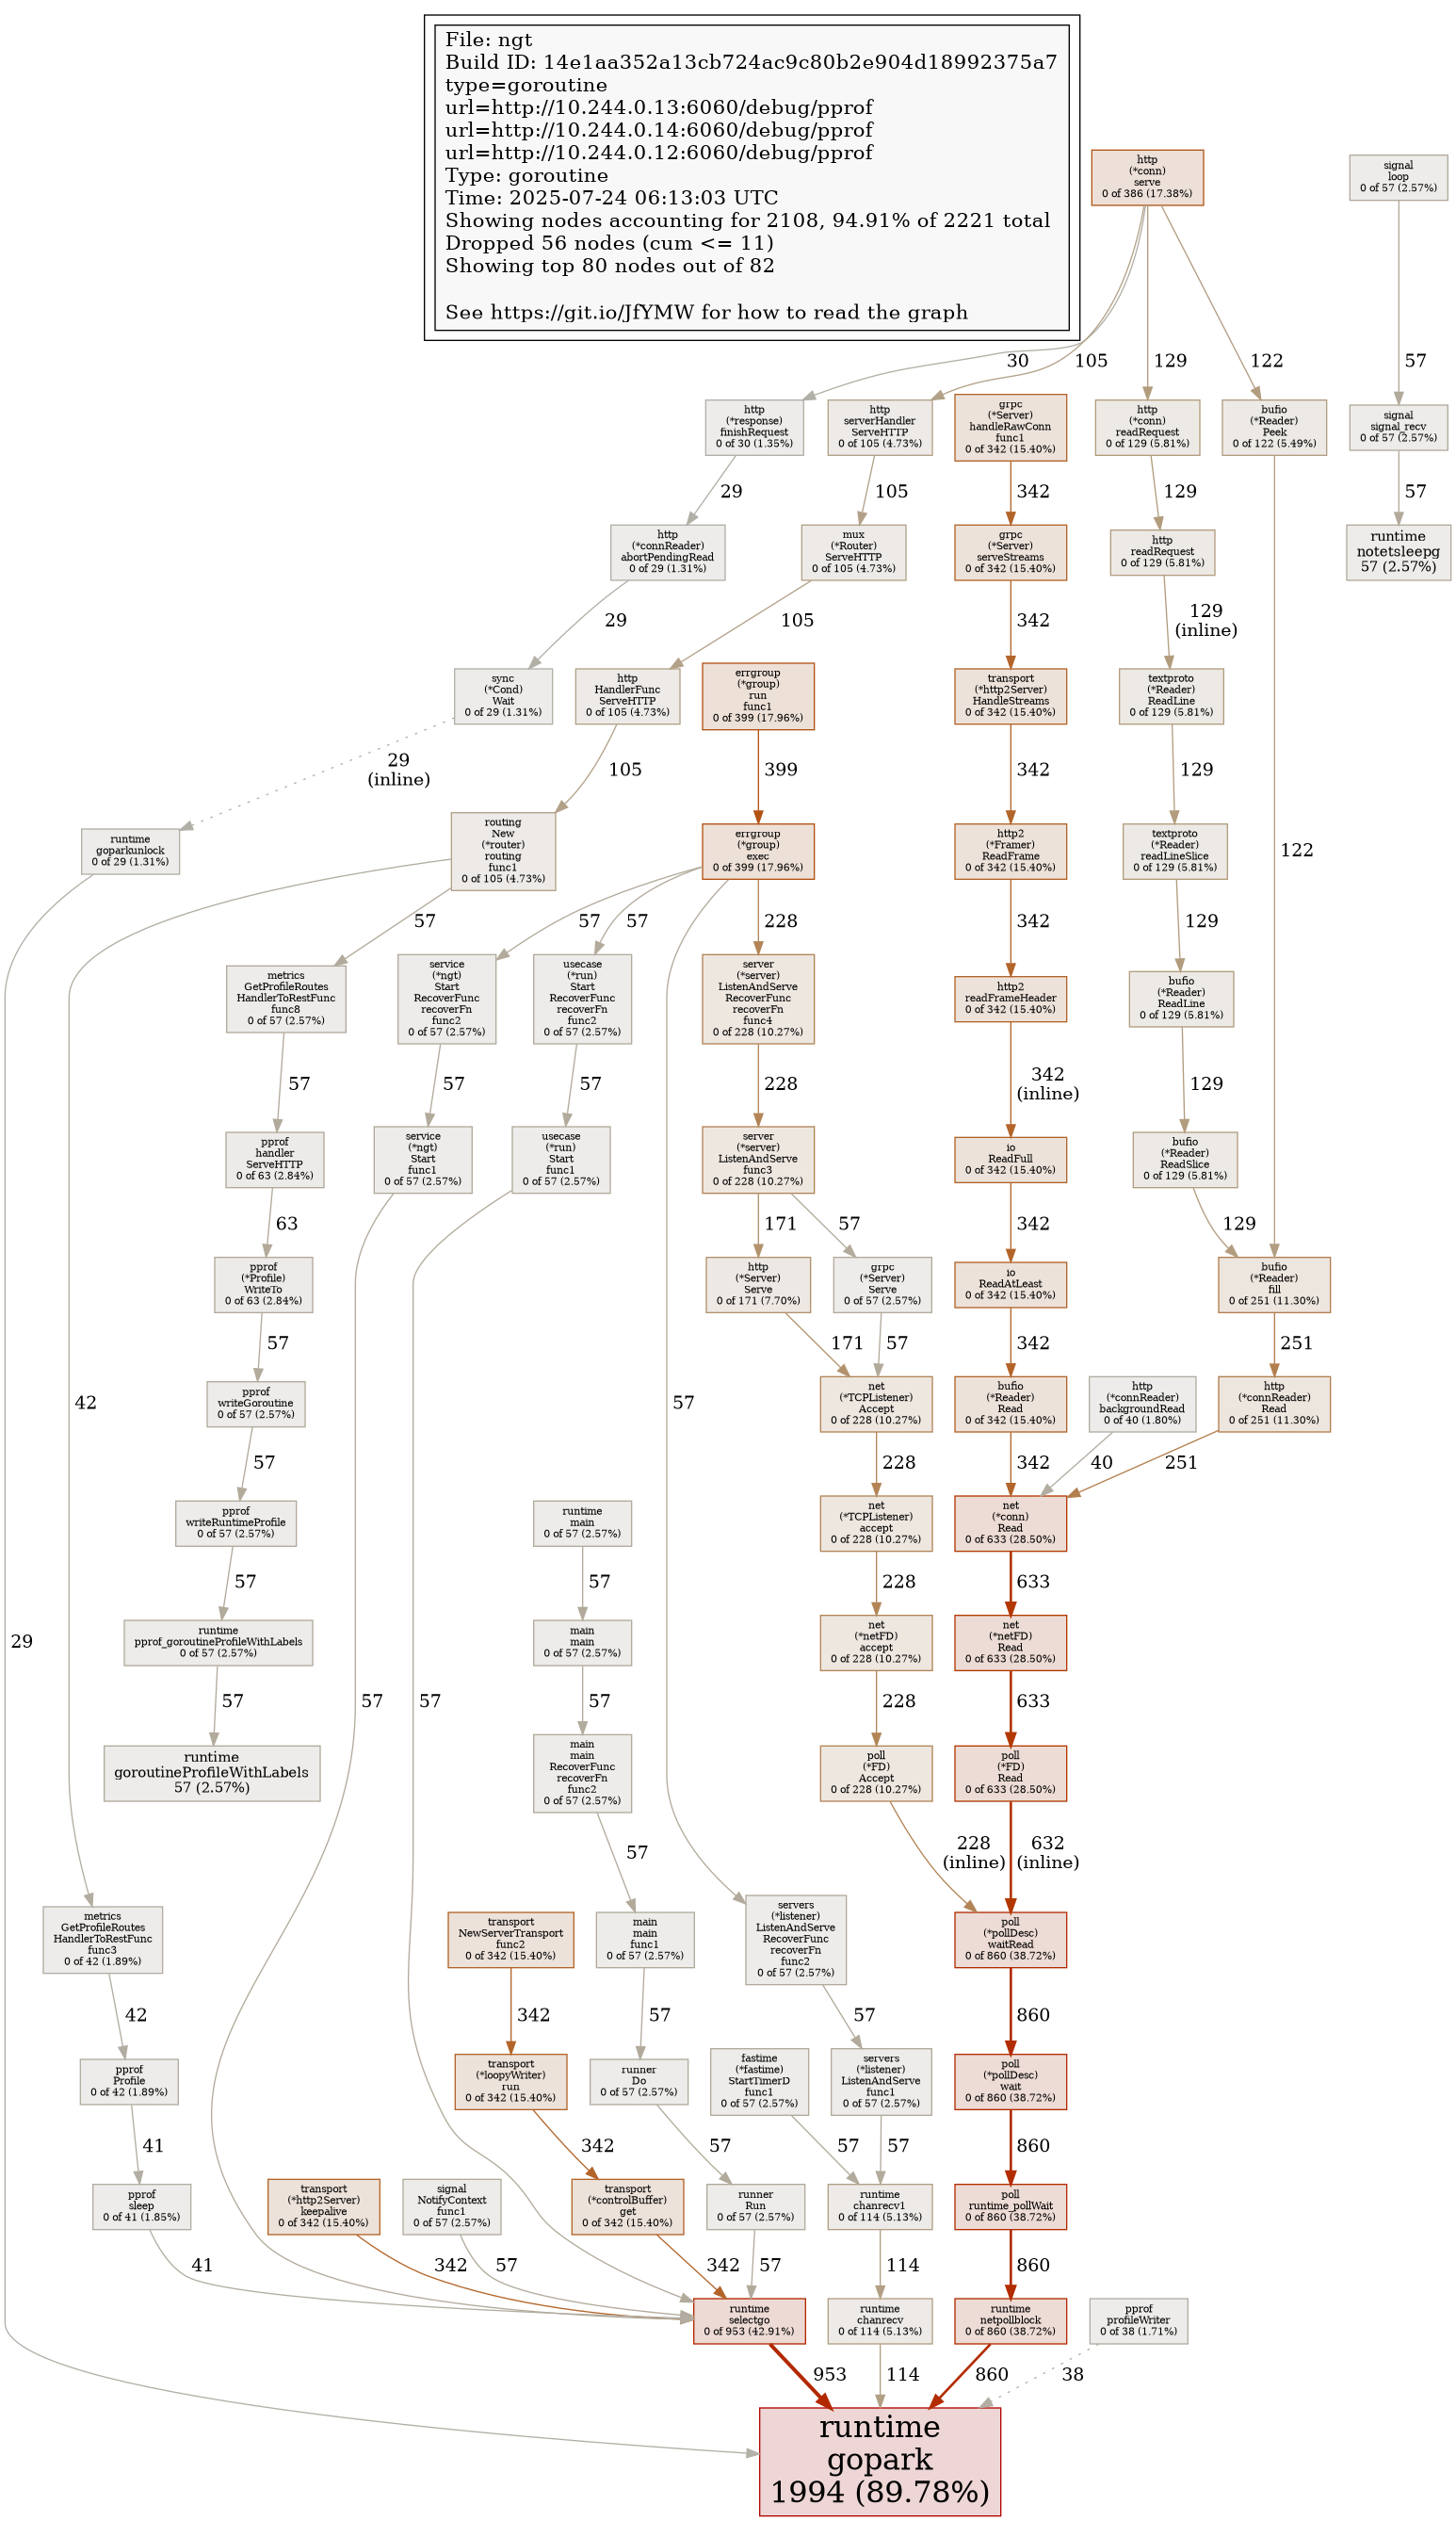 File: ngt
Build ID: 14e1aa352a13cb724ac9c80b2e904d18992375a7
type=goroutine
url=http://10.244.0.13:6060/debug/pprof
url=http://10.244.0.14:6060/debug/pprof
url=http://10.244.0.12:6060/debug/pprof
Type: goroutine
Time: 2025-07-24 06:13:03 UTC
Showing nodes accounting for 2108, 94.91% of 2221 total
Dropped 56 nodes (cum <= 11)
Showing top 80 nodes out of 82
See https://git.io/JfYMW for how to read the graph
http
(*conn)
serve
0 of 386 (17.38%)
signal
loop
0 of 57 (2.57%)
30
105
129
122
57
http
(*response)
finishRequest
0 of 30 (1.35%)
http
serverHandler
ServeHTTP
0 of 105 (4.73%)
grpc
(*Server)
handleRawConn
func1
0 of 342 (15.40%)
http
(*conn)
readRequest
0 of 129 (5.81%)
bufio
(*Reader)
Peek
0 of 122 (5.49%)
signal
signal_recv
0 of 57 (2.57%)
29
105
342
129
57
http
(*connReader)
abortPendingRead
0 of 29 (1.31%)
mux
(*Router)
ServeHTTP
0 of 105 (4.73%)
grpc
(*Server)
serveStreams
0 of 342 (15.40%)
http
readRequest
0 of 129 (5.81%)
runtime
notetsleepg
57 (2.57%)
29
105
342
129
(inline)
sync
(*Cond)
Wait
0 of 29 (1.31%)
http
HandlerFunc
ServeHTTP
0 of 105 (4.73%)
errgroup
(*group)
run
func1
0 of 399 (17.96%)
transport
(*http2Server)
HandleStreams
0 of 342 (15.40%)
textproto
(*Reader)
ReadLine
0 of 129 (5.81%)
29
(inline)
105
399
342
129
122
runtime
goparkunlock
0 of 29 (1.31%)
routing
New
(*router)
routing
func1
0 of 105 (4.73%)
errgroup
(*group)
exec
0 of 399 (17.96%)
http2
(*Framer)
ReadFrame
0 of 342 (15.40%)
textproto
(*Reader)
readLineSlice
0 of 129 (5.81%)
57
57
57
228
342
129
metrics
GetProfileRoutes
HandlerToRestFunc
func8
0 of 57 (2.57%)
service
(*ngt)
Start
RecoverFunc
recoverFn
func2
0 of 57 (2.57%)
usecase
(*run)
Start
RecoverFunc
recoverFn
func2
0 of 57 (2.57%)
server
(*server)
ListenAndServe
RecoverFunc
recoverFn
func4
0 of 228 (10.27%)
http2
readFrameHeader
0 of 342 (15.40%)
bufio
(*Reader)
ReadLine
0 of 129 (5.81%)
57
57
57
228
342
(inline)
129
pprof
handler
ServeHTTP
0 of 63 (2.84%)
service
(*ngt)
Start
func1
0 of 57 (2.57%)
usecase
(*run)
Start
func1
0 of 57 (2.57%)
server
(*server)
ListenAndServe
func3
0 of 228 (10.27%)
io
ReadFull
0 of 342 (15.40%)
bufio
(*Reader)
ReadSlice
0 of 129 (5.81%)
63
171
57
342
129
pprof
(*Profile)
WriteTo
0 of 63 (2.84%)
http
(*Server)
Serve
0 of 171 (7.70%)
grpc
(*Server)
Serve
0 of 57 (2.57%)
io
ReadAtLeast
0 of 342 (15.40%)
bufio
(*Reader)
fill
0 of 251 (11.30%)
57
171
57
342
251
pprof
writeGoroutine
0 of 57 (2.57%)
42
57
net
(*TCPListener)
Accept
0 of 228 (10.27%)
bufio
(*Reader)
Read
0 of 342 (15.40%)
http
(*connReader)
backgroundRead
0 of 40 (1.80%)
http
(*connReader)
Read
0 of 251 (11.30%)
57
228
342
40
251
pprof
writeRuntimeProfile
0 of 57 (2.57%)
runtime
main
0 of 57 (2.57%)
net
(*TCPListener)
accept
0 of 228 (10.27%)
net
(*conn)
Read
0 of 633 (28.50%)
57
57
228
633
29
runtime
pprof_goroutineProfileWithLabels
0 of 57 (2.57%)
main
main
0 of 57 (2.57%)
net
(*netFD)
accept
0 of 228 (10.27%)
net
(*netFD)
Read
0 of 633 (28.50%)
57
57
57
57
228
633
runtime
goroutineProfileWithLabels
57 (2.57%)
main
main
RecoverFunc
recoverFn
func2
0 of 57 (2.57%)
poll
(*FD)
Accept
0 of 228 (10.27%)
poll
(*FD)
Read
0 of 633 (28.50%)
57
228
(inline)
632
(inline)
metrics
GetProfileRoutes
HandlerToRestFunc
func3
0 of 42 (1.89%)
transport
NewServerTransport
func2
0 of 342 (15.40%)
main
main
func1
0 of 57 (2.57%)
servers
(*listener)
ListenAndServe
RecoverFunc
recoverFn
func2
0 of 57 (2.57%)
poll
(*pollDesc)
waitRead
0 of 860 (38.72%)
42
342
57
57
860
pprof
Profile
0 of 42 (1.89%)
transport
(*loopyWriter)
run
0 of 342 (15.40%)
runner
Do
0 of 57 (2.57%)
fastime
(*fastime)
StartTimerD
func1
0 of 57 (2.57%)
servers
(*listener)
ListenAndServe
func1
0 of 57 (2.57%)
poll
(*pollDesc)
wait
0 of 860 (38.72%)
41
342
57
57
57
860
pprof
sleep
0 of 41 (1.85%)
transport
(*http2Server)
keepalive
0 of 342 (15.40%)
signal
NotifyContext
func1
0 of 57 (2.57%)
transport
(*controlBuffer)
get
0 of 342 (15.40%)
runner
Run
0 of 57 (2.57%)
runtime
chanrecv1
0 of 114 (5.13%)
poll
runtime_pollWait
0 of 860 (38.72%)
41
342
57
342
57
114
860
runtime
selectgo
0 of 953 (42.91%)
runtime
chanrecv
0 of 114 (5.13%)
runtime
netpollblock
0 of 860 (38.72%)
pprof
profileWriter
0 of 38 (1.71%)
953
114
860
38
runtime
gopark
1994 (89.78%)